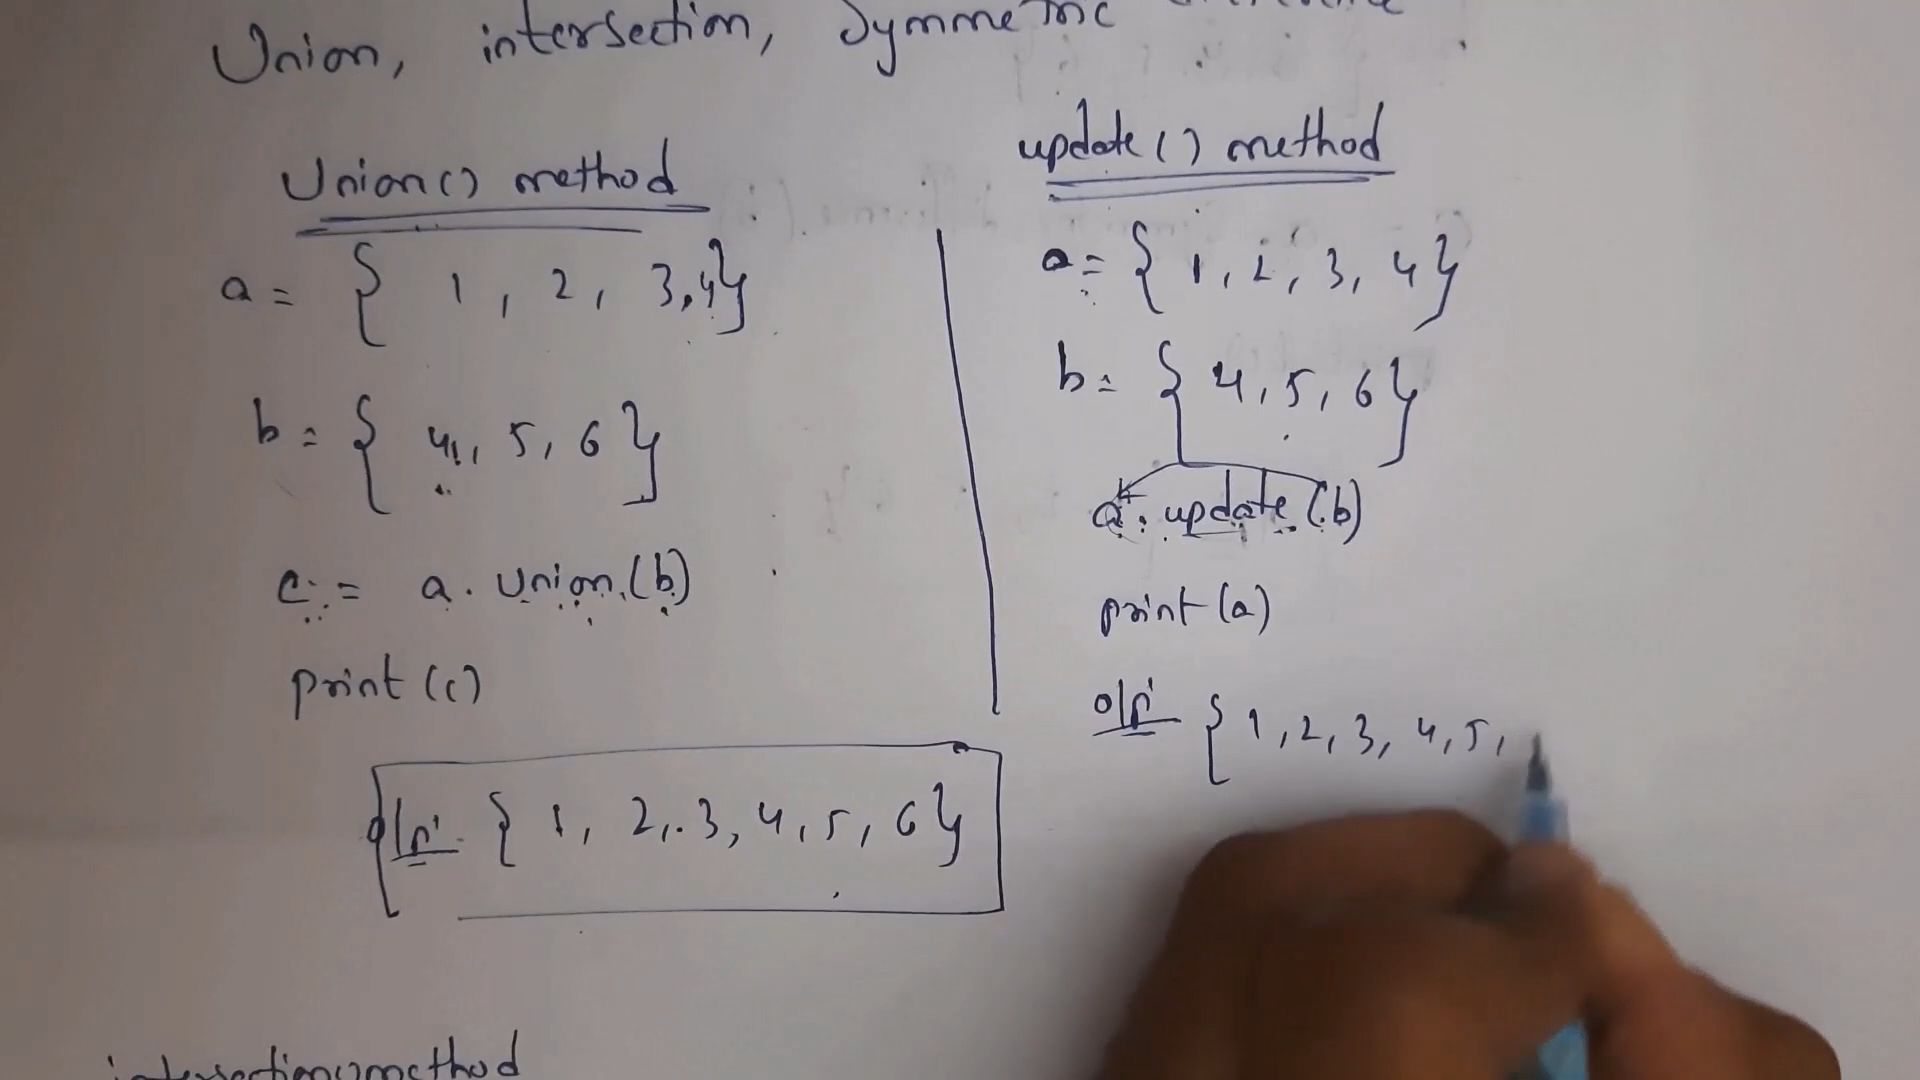 Union, intersection, Symmetric
Union() method
a = { 1, 2, 3, 4}
b = { 4, 5, 6 }
c = a. Union.(b)
print (c)
o/p { 1, 2, 3, 4, 5, 6}
update () method
a = { 1, 2, 3, 4}
b = { 4, 5, 6}
a. update (b)
print (a)
o/p { 1, 2, 3, 4, 5,
intersection() method